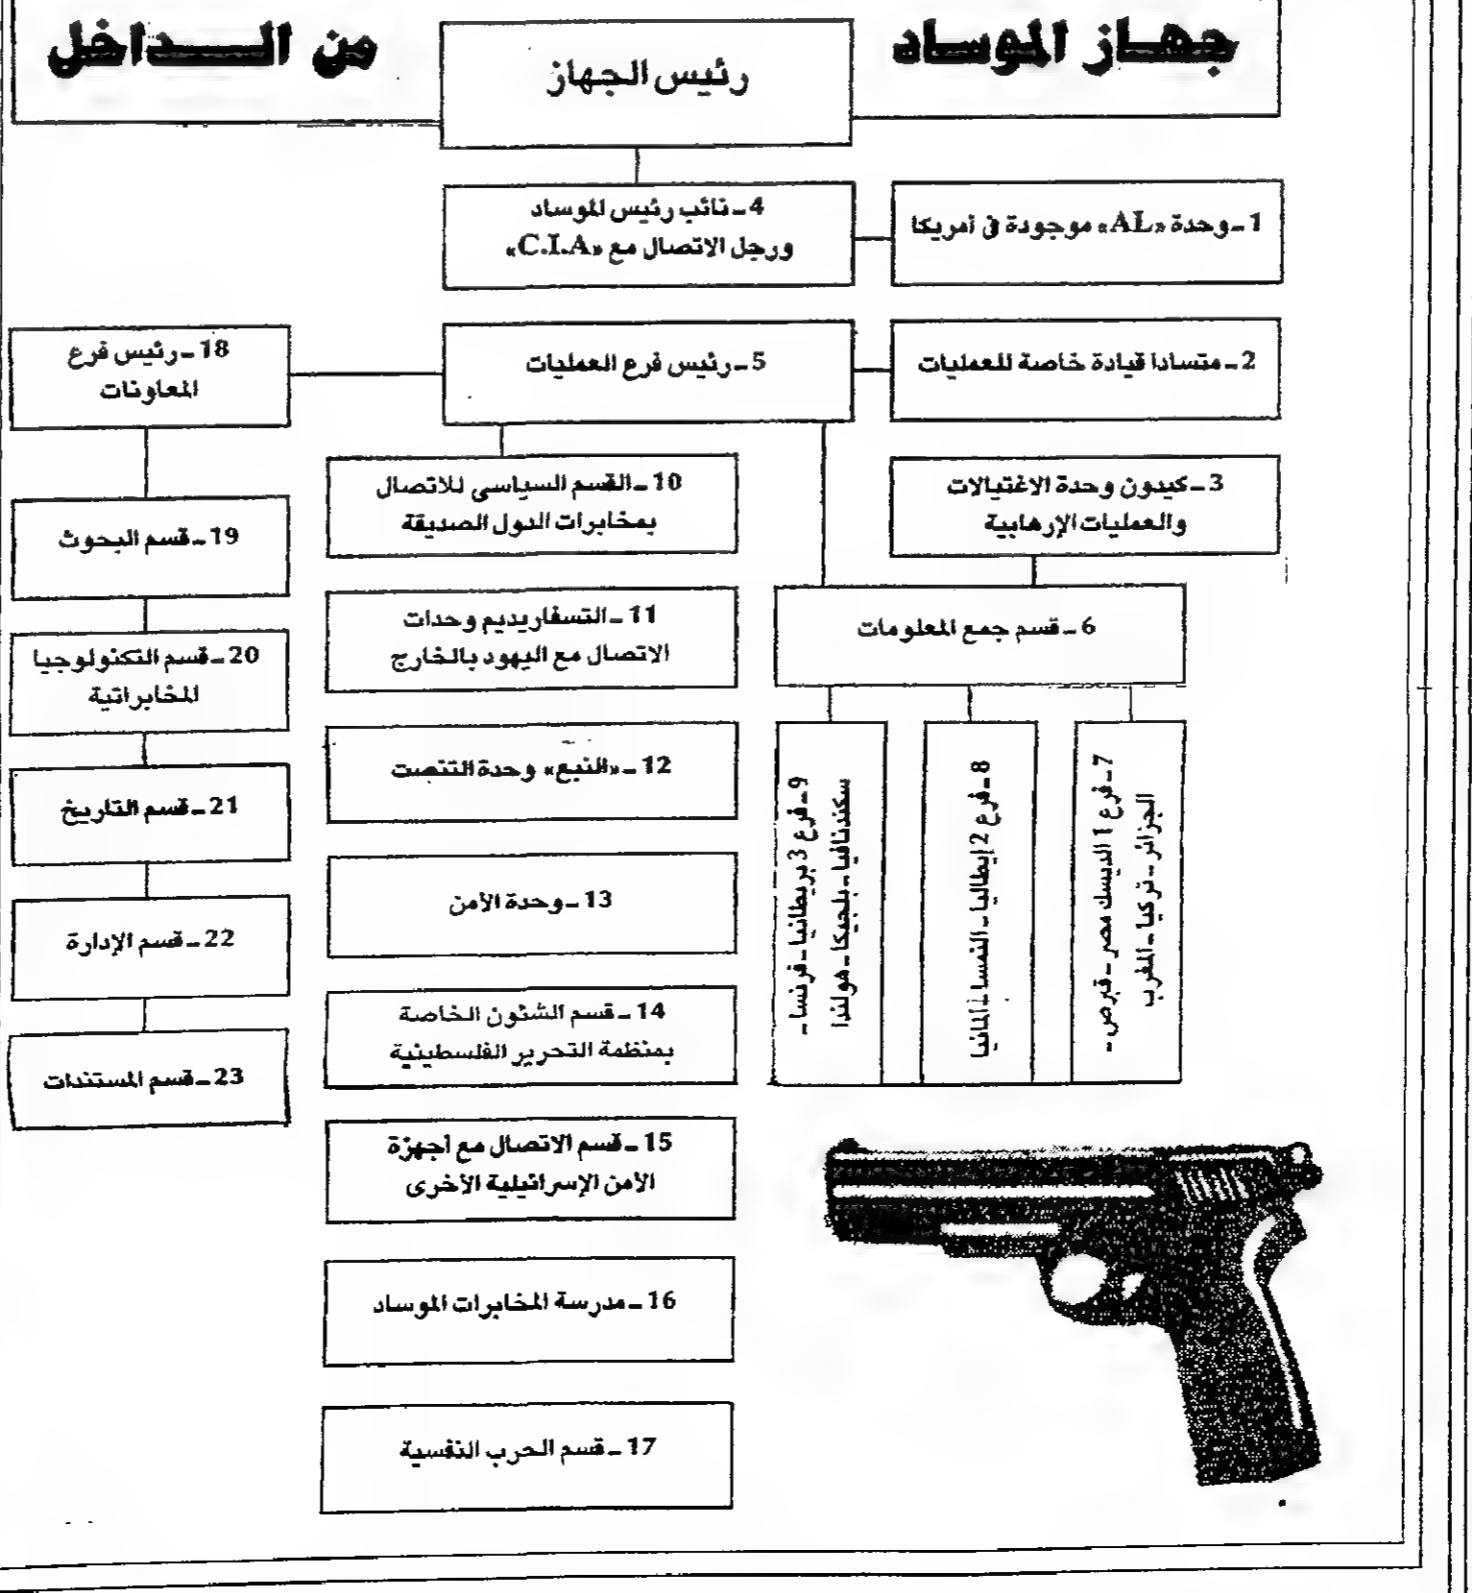 جهاز الموساد
من الـــداخل
رئيس الجهاز
1 ـ وحدة «AL» موجودة فى أمريكا
4 ـ نائب رئيس الموساد
ورجل الاتصال مع «C.I.A»
2 ـ متسادا قيادة خاصة للعمليات
5 ـ رئيس فرع العمليات
18 ـ رئيس فرع
المعاونات
3 ـ كيدون وحدة الاغتيالات
والعمليات الإرهابية
6 ـ قسم جمع المعلومات
7 ـ فرع 1 الديسك مصر ـ قبرص ـ
الجزائر ـ تركيا ـ المغرب
8 ـ فرع 2 إيطاليا ـ النمسا ـ ألمانيا
9 ـ فرع 3 بريطانيا ـ فرنسا ـ
سكندنافيا ـ بلجيكا ـ هولندا
10 ـ القسم السياسى للاتصال
بمخابرات الدول الصديقة
11 ـ التسفاريديم وحدات
الاتصال مع اليهود بالخارج
12 ـ «النبع» وحدة التنصت
13 ـ وحدة الأمن
14 ـ قسم الشئون الخاصة
بمنظمة التحرير الفلسطينية
15 ـ قسم الاتصال مع أجهزة
الأمن الإسرائيلية الأخرى
16 ـ مدرسة المخابرات الموساد
17 ـ قسم الحرب النفسية
19 ـ قسم البحوث
20 ـ قسم التكنولوجيا
المخابراتية
21 ـ قسم التاريخ
22 ـ قسم الإدارة
23 ـ قسم المستندات